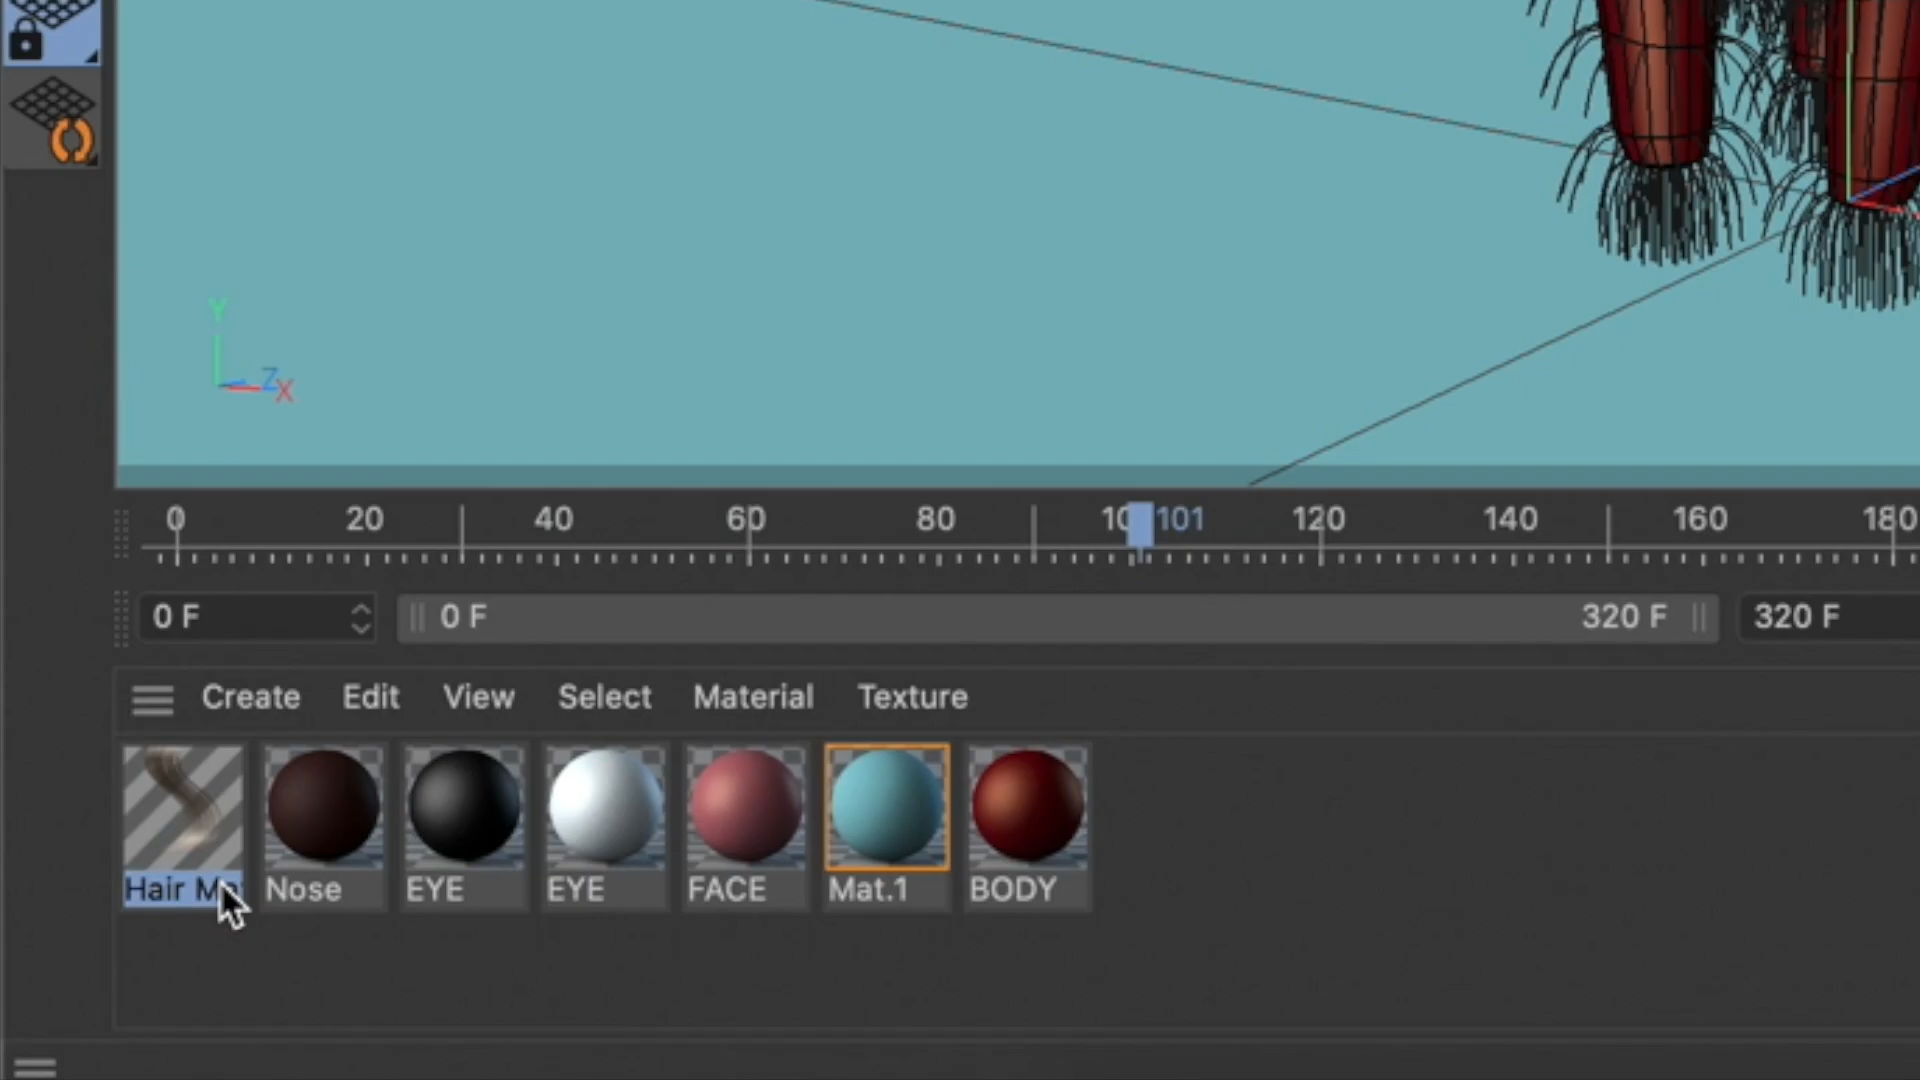 Y
Z
X
0 20 40 60 80 101 120 140 160 180
0 F 0 F 320 F 320 F
Create Edit View Select Material Texture
Hair Nose EYE EYE FACE Mat.1 BODY